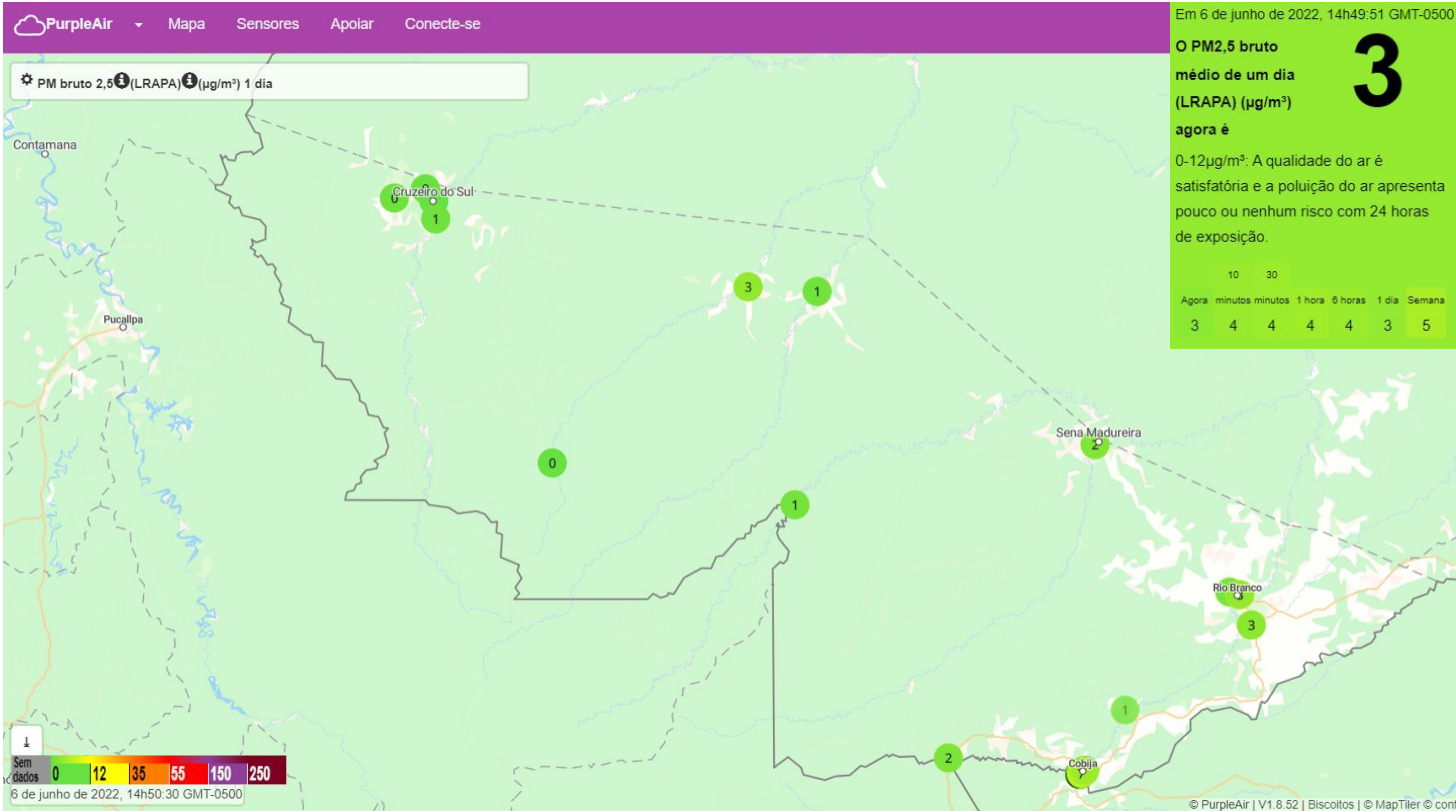 PurpleAir Mapa Sensores Apoiar Conecte-se
PM bruto 2,5 (LRAPA) (µg/m³) 1 dia
Em 6 de junho de 2022, 14h49:51 GMT-0500
O PM2,5 bruto
médio de um dia
(LRAPA) (µg/m³)
agora é
3
0-12µg/m³: A qualidade do ar é
satisfatória e a poluição do ar apresenta
pouco ou nenhum risco com 24 horas
de exposição.
10 30
Agora minutos minutos 1 hora 6 horas 1 dia Semana
3 4 4 4 4 3 5
Contamana
0
Cruzeiro do Sul
1
3
1
Pucallpa
Sena Madureira
2
0
1
Rio Branco
3
1
2
Cobija
Sem
dados 0 12 35 55 150 250
6 de junho de 2022, 14h50:30 GMT-0500
© PurpleAir | V1.8.52 | Biscoitos | © MapTiler ©